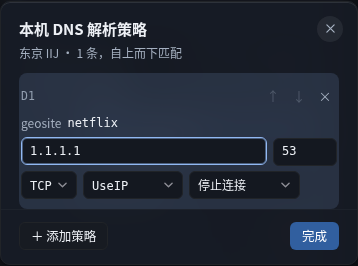 本机 DNS 解析策略
东京 IIJ · 1 条，自上而下匹配
D1 ↑ ↓ ×
geosite netflix
1.1.1.1 53
TCP UseIP 停止连接
+ 添加策略 完成